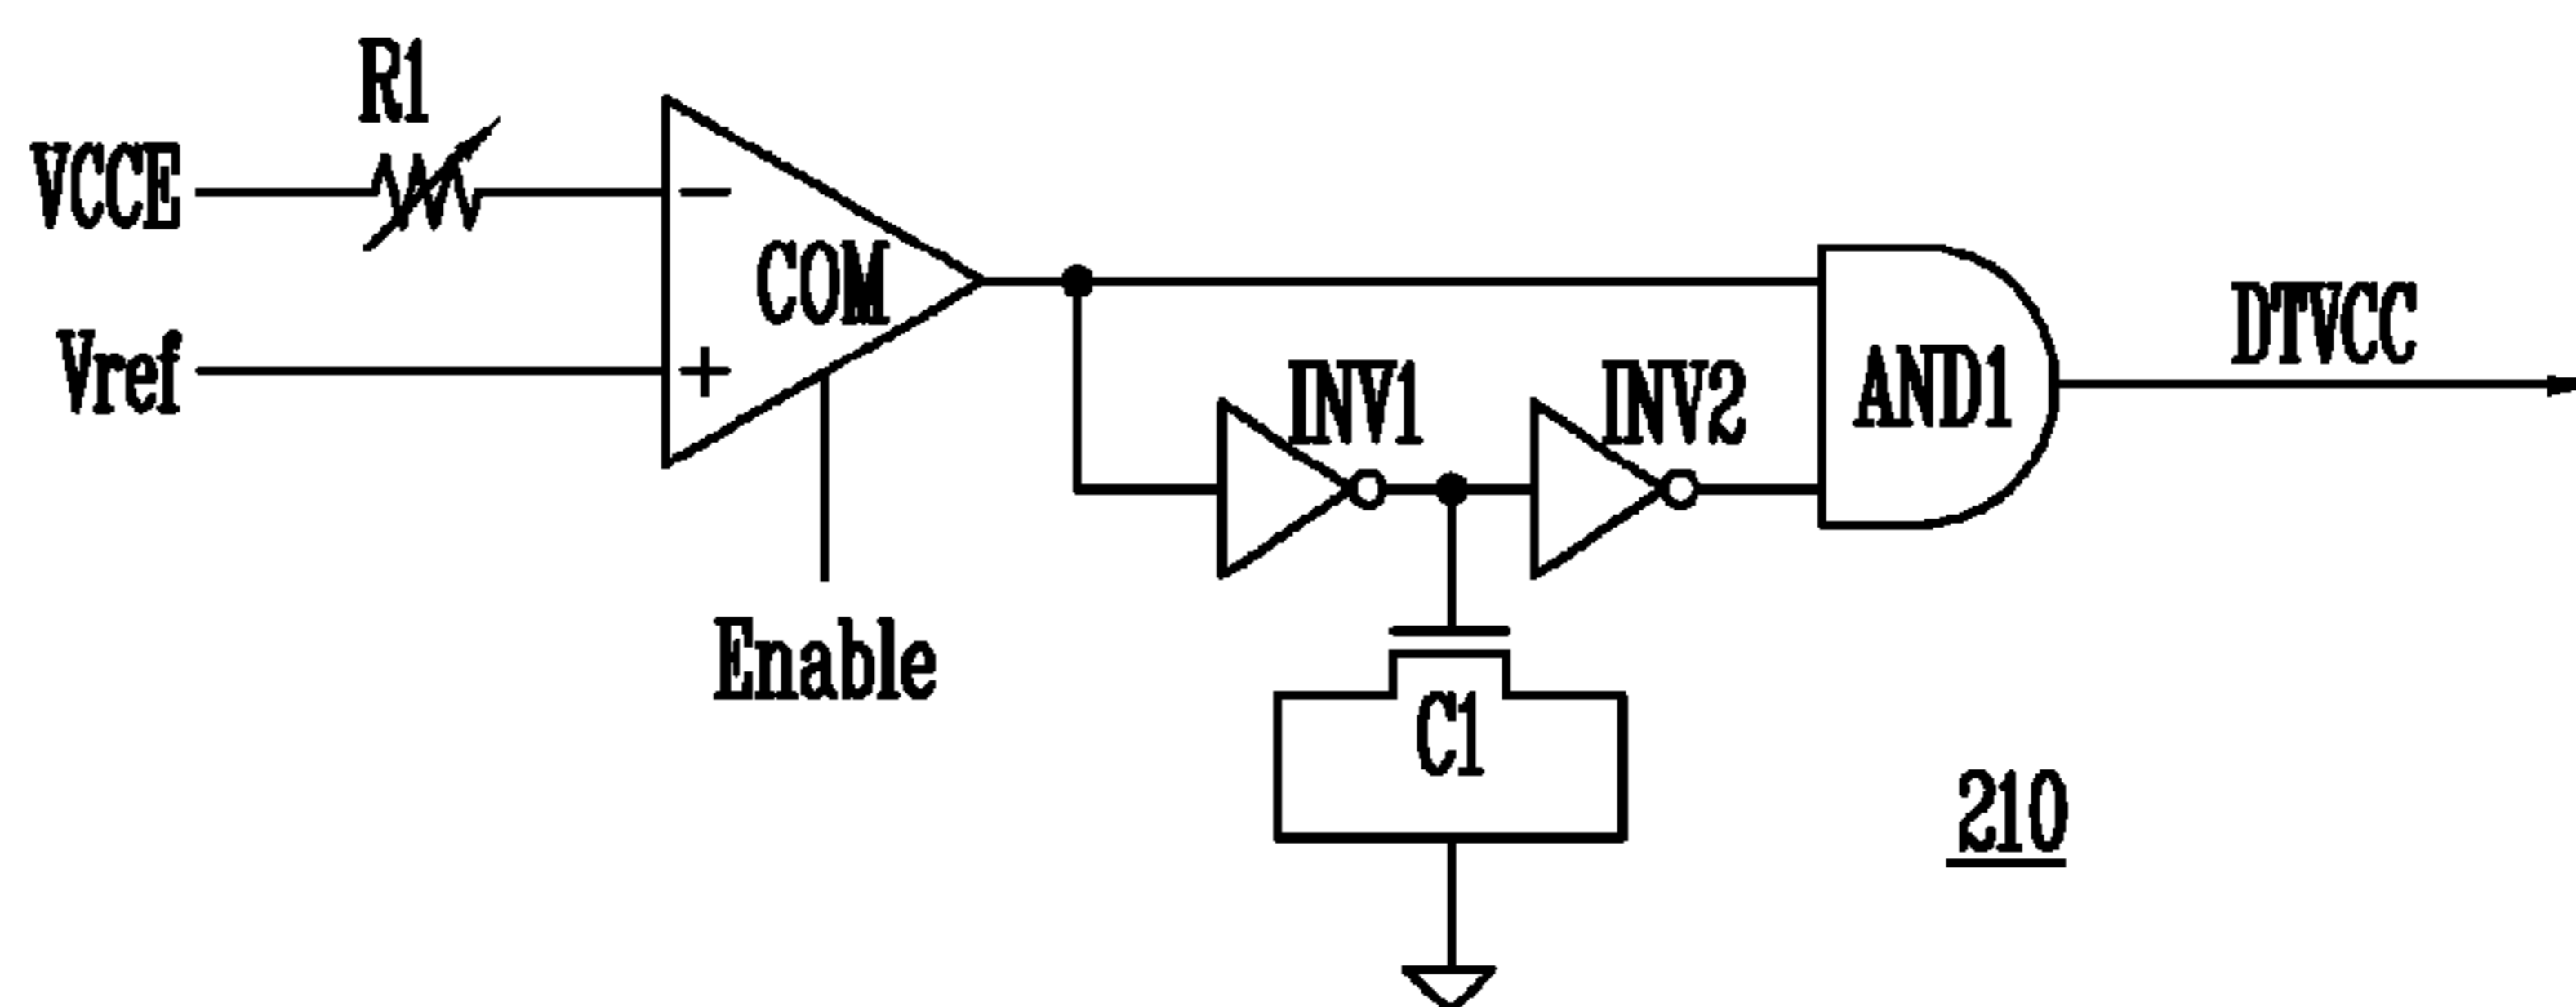 R1
VCCE
Vref
COM
Enable
INV1
INV2
C1
AND1
DTVCC
210